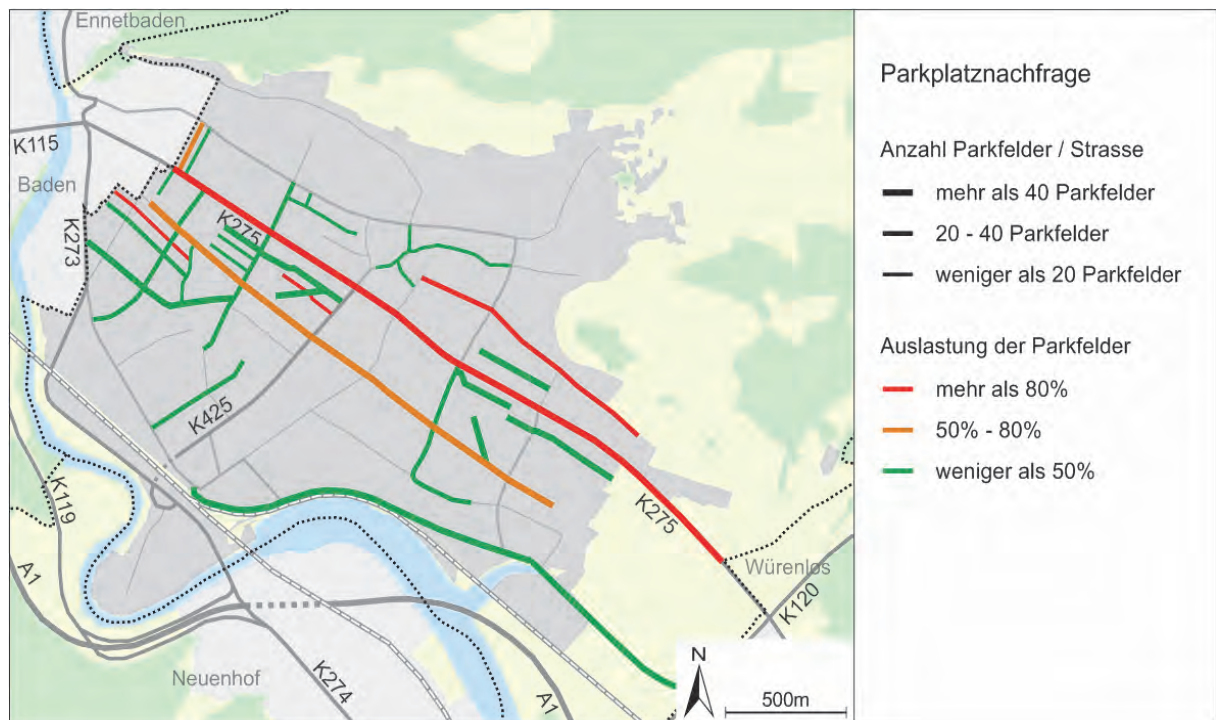 Ennetbaden
K115
Baden
K273
K275
K425
K119
A1
Neuenhof
K274
A1
K275
Würenlos
K120
N
500m
Parkplatznachfrage
Anzahl Parkfelder / Strasse
mehr als 40 Parkfelder
20 - 40 Parkfelder
weniger als 20 Parkfelder
Auslastung der Parkfelder
mehr als 80%
50% - 80%
weniger als 50%